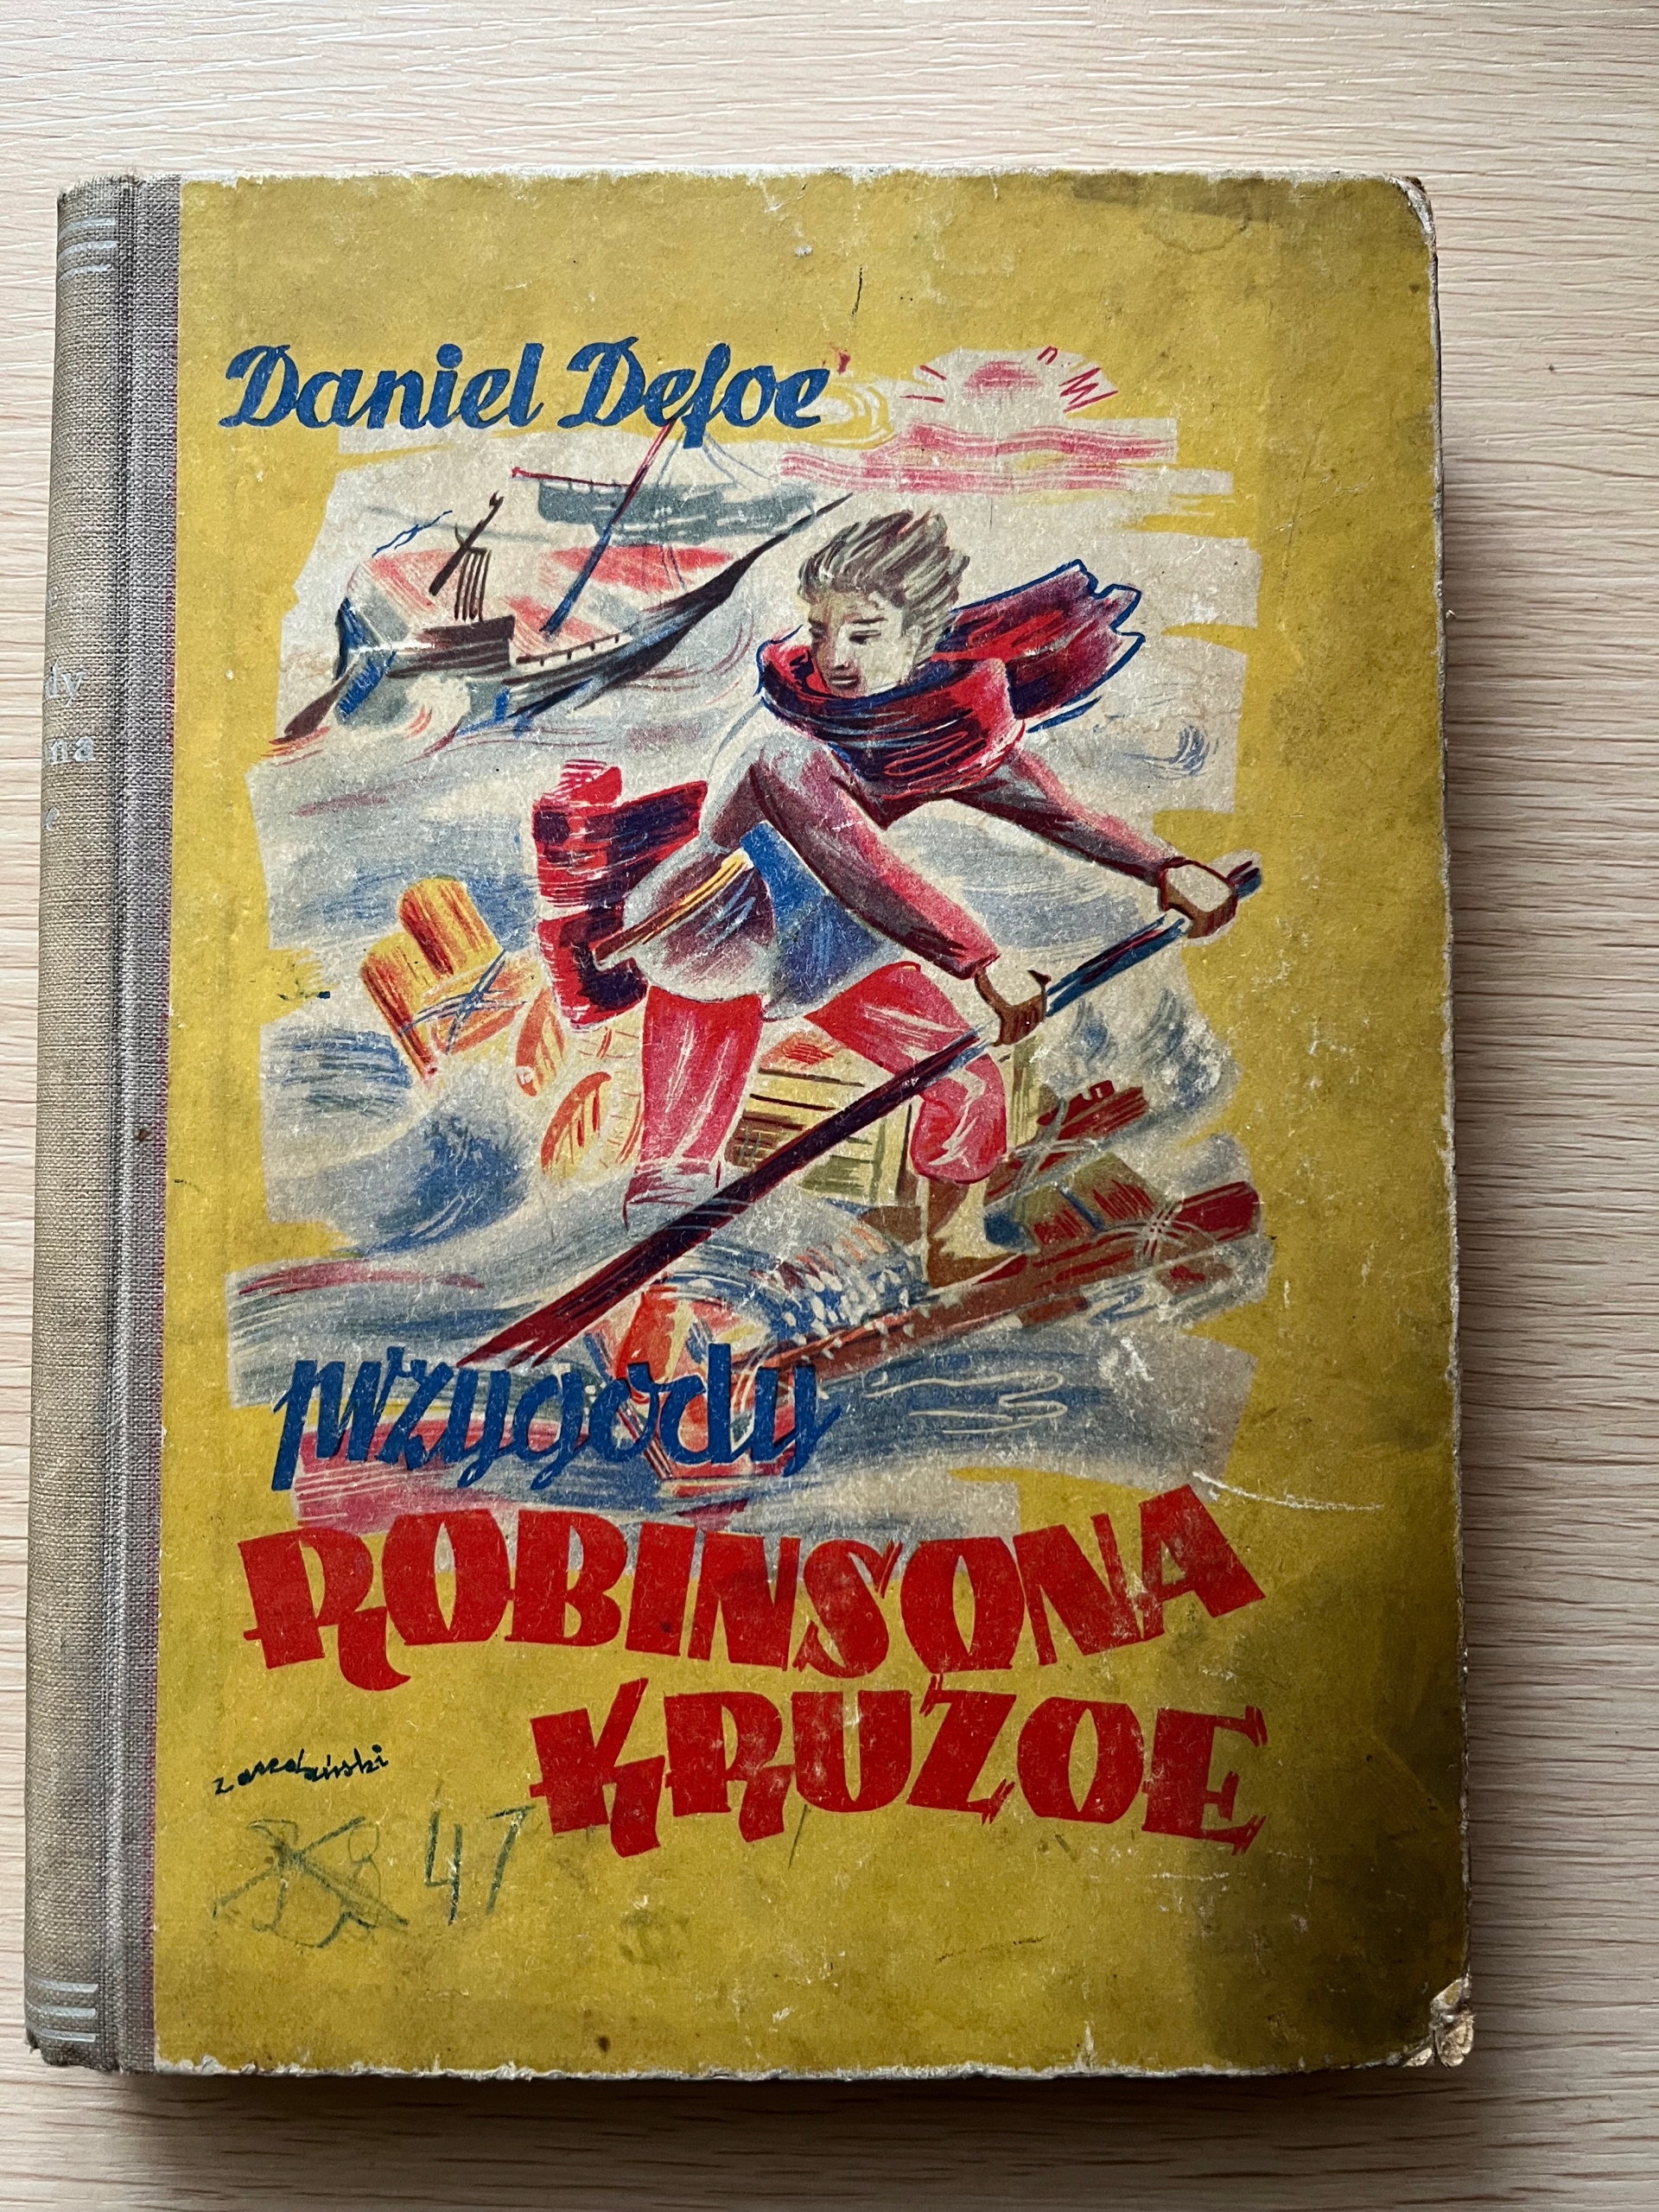 Daniel Defoe
przygody
ROBINSONA
KRUZOE
47